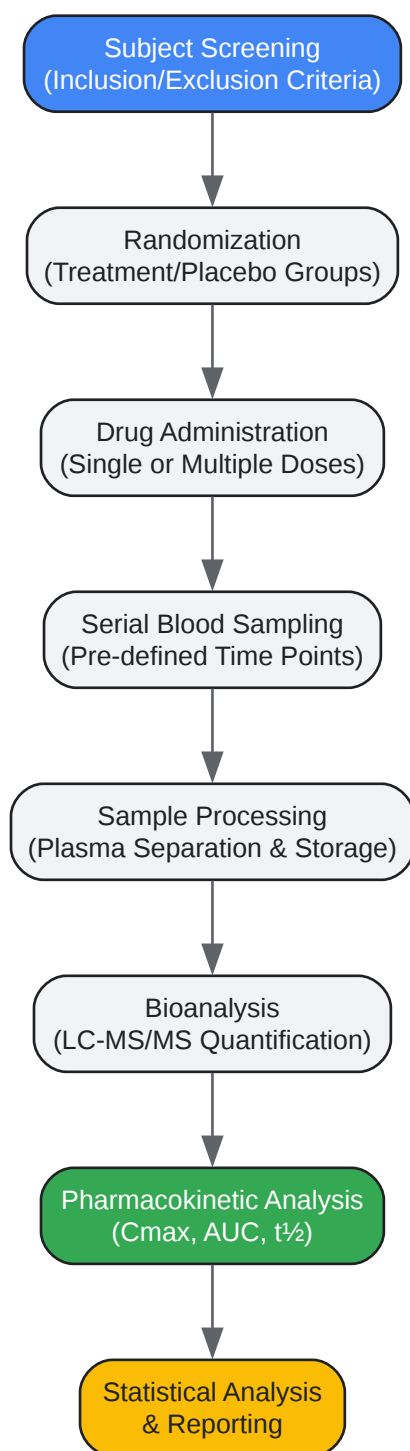 Subject Screening
(Inclusion/Exclusion Criteria)
Randomization
(Treatment/Placebo Groups)
Drug Administration
(Single or Multiple Doses)
Serial Blood Sampling
(Pre-defined Time Points)
Sample Processing
(Plasma Separation & Storage)
Bioanalysis
(LC-MS/MS Quantification)
Pharmacokinetic Analysis
(Cmax, AUC, t½)
Statistical Analysis
& Reporting